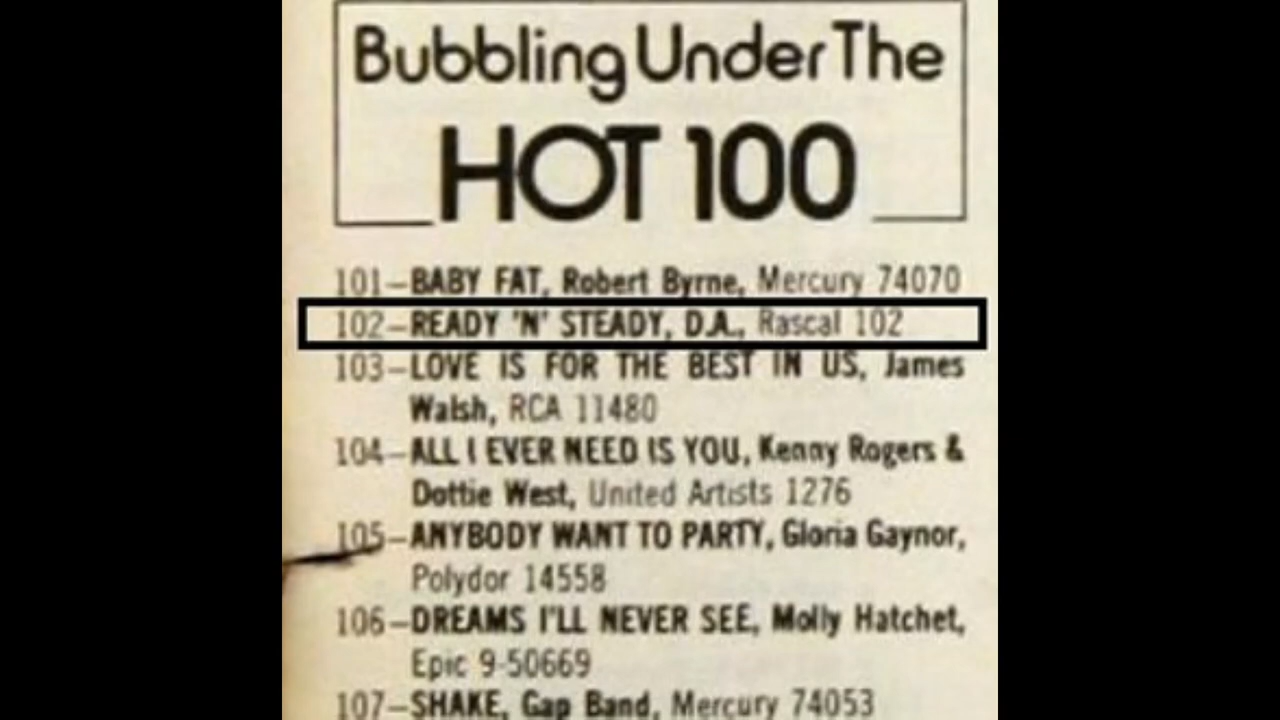 Bubbling Under The
HOT 100
101–BABY FAT, Robert Byrne, Mercury 74070
102–READY 'N' STEADY, D.A., Rascal 102
103–LOVE IS FOR THE BEST IN US, James
Walsh, RCA 11480
104–ALL I EVER NEED IS YOU, Kenny Rogers &
Dottie West, United Artists 1276
105–ANYBODY WANT TO PARTY, Gloria Gaynor,
Polydor 14558
106–DREAMS I'LL NEVER SEE, Molly Hatchet,
Epic 9-50669
107–SHAKE, Gap Band, Mercury 74053